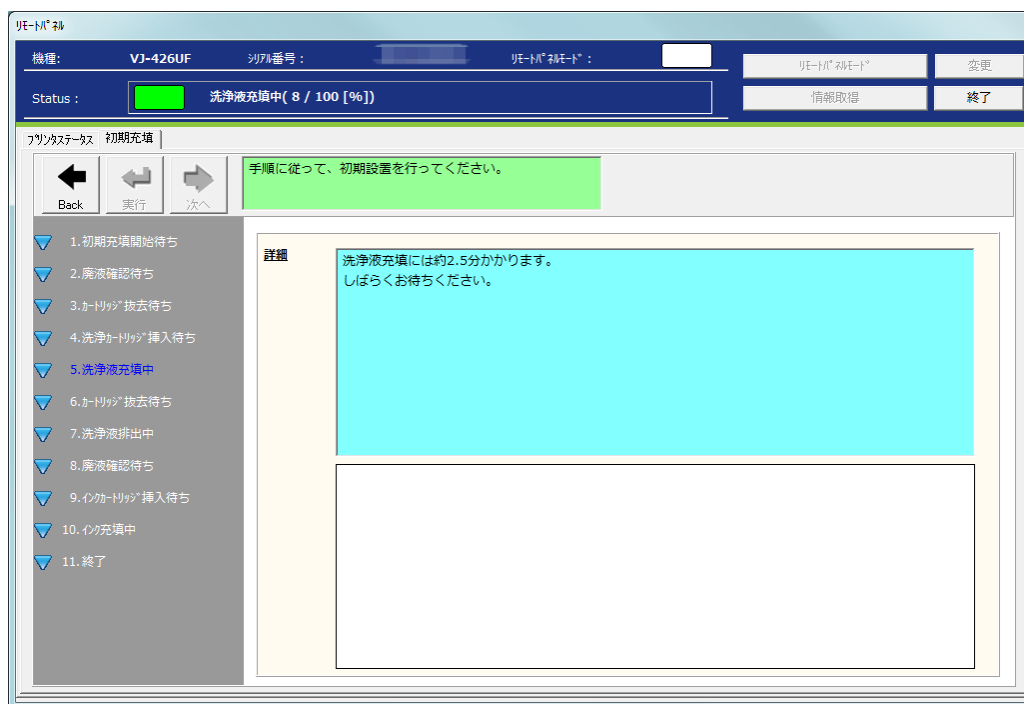 ﾘﾓｰﾄﾊﾟﾈﾙ
機種: VJ-426UF ｼﾘｱﾙ番号： ﾘﾓｰﾄﾊﾟﾈﾙﾓｰﾄﾞ：
ﾘﾓｰﾄﾊﾟﾈﾙﾓｰﾄﾞ 変更
Status： 洗浄液充填中( 8 / 100 [%])
情報取得 終了
ﾌﾟﾘﾝﾀｽﾃｰﾀｽ 初期充填
Back 実行 次へ
手順に従って、初期設置を行ってください。
1.初期充填開始待ち
2.廃液確認待ち
3.ｶｰﾄﾘｯｼﾞ抜去待ち
4.洗浄ｶｰﾄﾘｯｼﾞ挿入待ち
5.洗浄液充填中
6.ｶｰﾄﾘｯｼﾞ抜去待ち
7.洗浄液排出中
8.廃液確認待ち
9.ｲﾝｸｶｰﾄﾘｯｼﾞ挿入待ち
10.ｲﾝｸ充填中
11.終了
詳細
洗浄液充填には約2.5分かかります。
しばらくお待ちください。